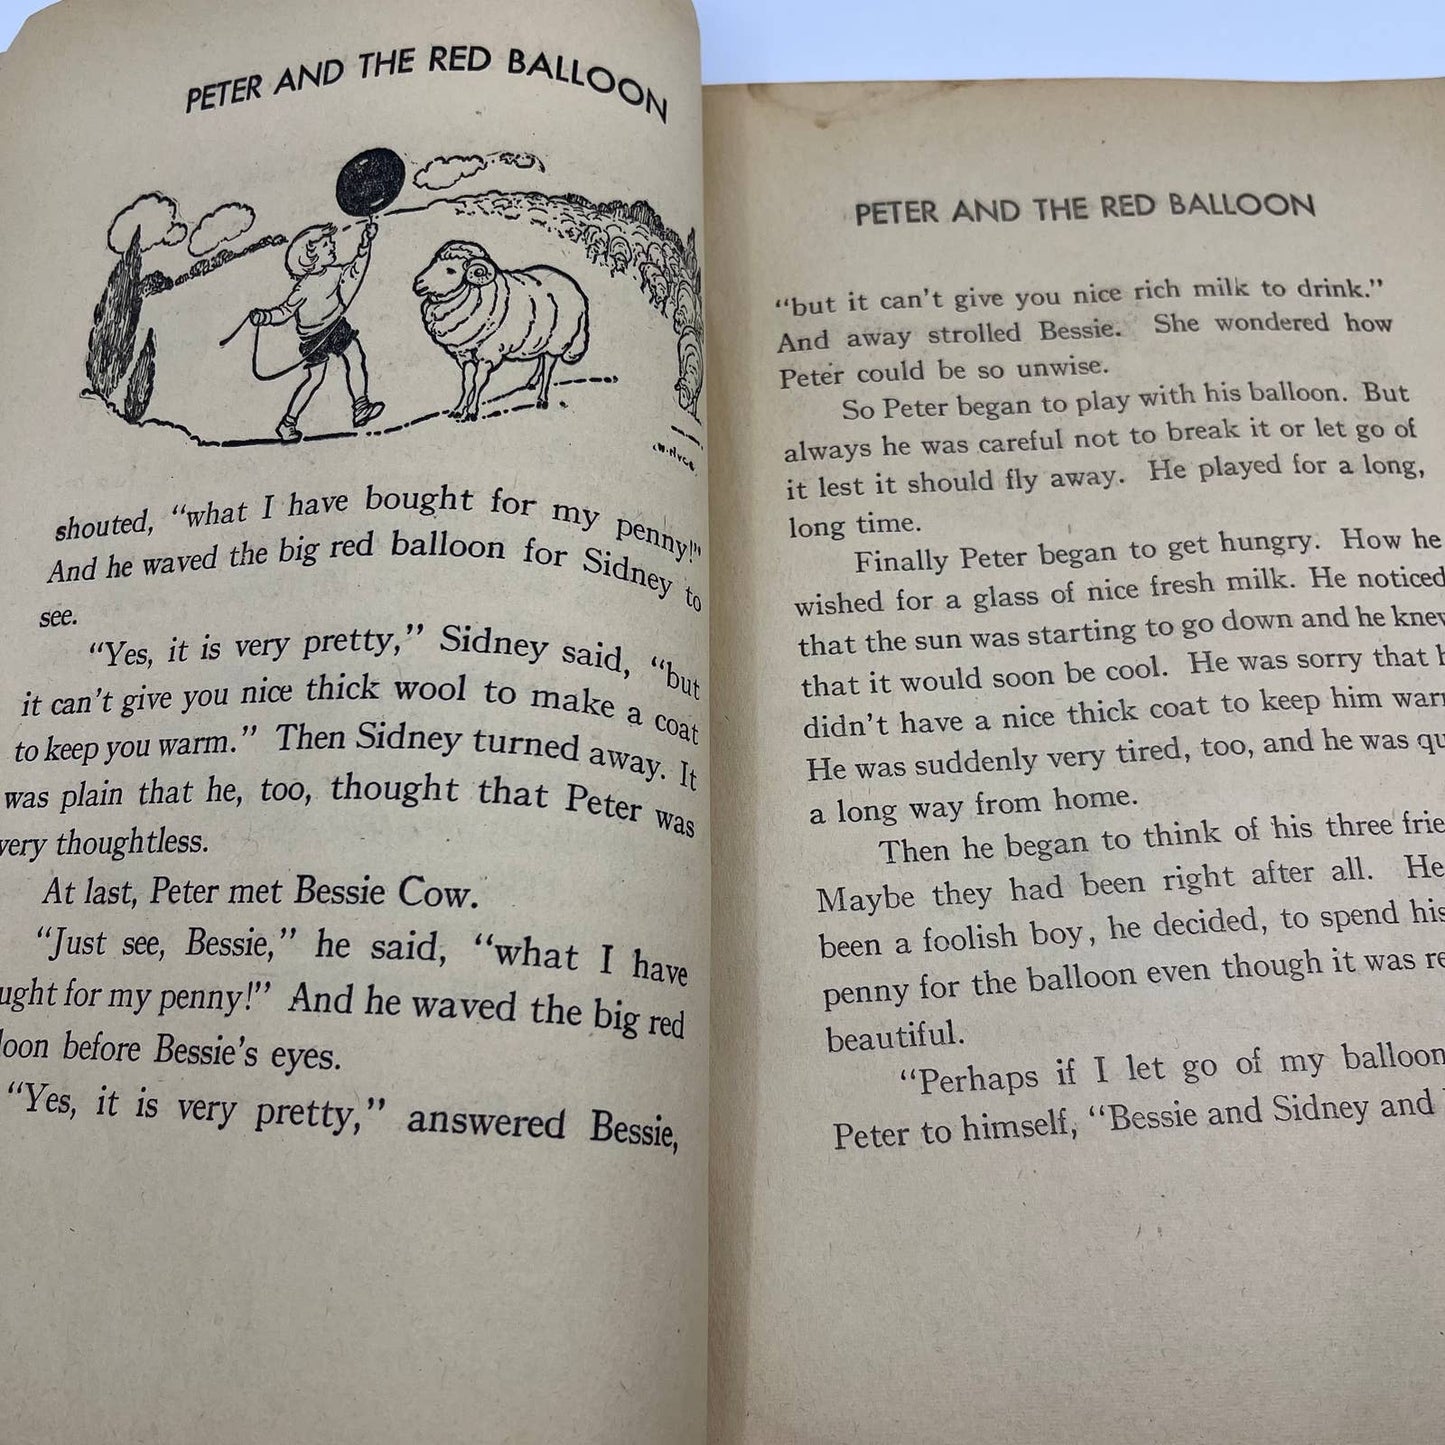 PETER AND THE RED BALLOON
shouted, “what I have bought for my penny!”
And he waved the big red balloon for Sidney to
see.
“Yes, it is very pretty,” Sidney said, “but
it can’t give you nice thick wool to make a coat
to keep you warm.” Then Sidney turned away. It
was plain that he, too, thought that Peter was
very thoughtless.
At last, Peter met Bessie Cow.
“Just see, Bessie,” he said, “what I have
ught for my penny!” And he waved the big red
loon before Bessie’s eyes.
“Yes, it is very pretty,” answered Bessie,
PETER AND THE RED BALLOON
“but it can’t give you nice rich milk to drink.”
And away strolled Bessie. She wondered how
Peter could be so unwise.
So Peter began to play with his balloon. But
always he was careful not to break it or let go of
it lest it should fly away. He played for a long,
long time.
Finally Peter began to get hungry. How he
wished for a glass of nice fresh milk. He noticed
that the sun was starting to go down and he knew
that it would soon be cool. He was sorry that h
didn’t have a nice thick coat to keep him warm
He was suddenly very tired, too, and he was qu
a long way from home.
Then he began to think of his three frie
Maybe they had been right after all. He
been a foolish boy, he decided, to spend his
penny for the balloon even though it was re
beautiful.
“Perhaps if I let go of my balloon
Peter to himself, “Bessie and Sidney and